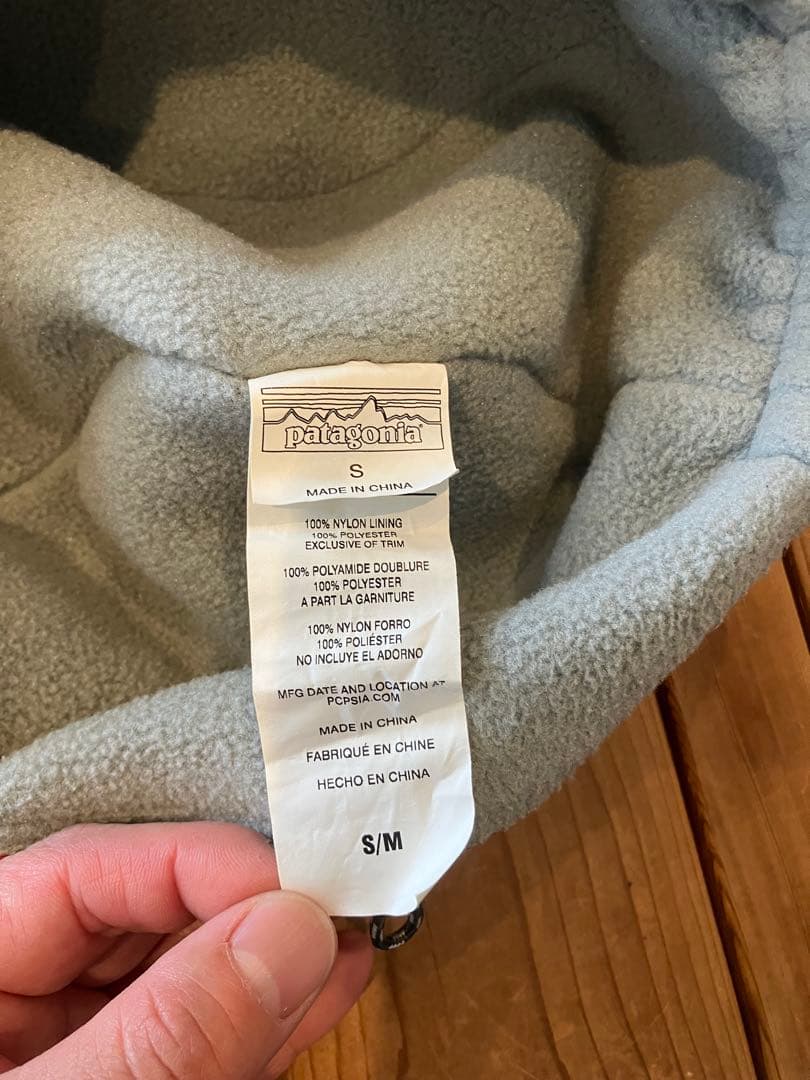 patagonia
S
MADE IN CHINA
100% NYLON LINING
100% POLYESTER
EXCLUSIVE OF TRIM
100% POLYAMIDE DOUBLURE
100% POLYESTER
A PART LA GARNITURE
100% NYLON FORRO
100% POLIÉSTER
NO INCLUYE EL ADORNO
MFG DATE AND LOCATION AT
PCPSIA.COM
MADE IN CHINA
FABRIQUÉ EN CHINE
HECHO EN CHINA
S/M